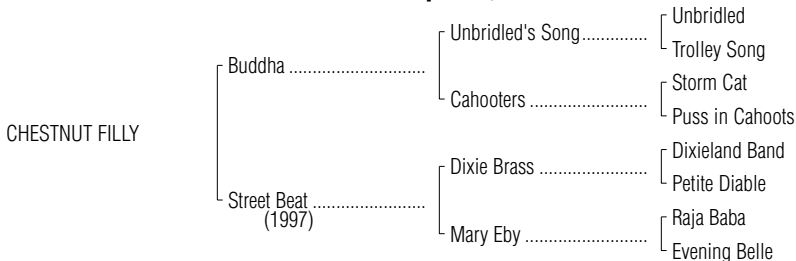 Unbridled
Unbridled's Song..............
Trolley Song
Buddha .............................
Storm Cat
Cahooters .........................
Puss in Cahoots
CHESTNUT FILLY
Dixieland Band
Dixie Brass .......................
Petite Diable
Street Beat ........................
(1997)
Raja Baba
Mary Eby ..........................
Evening Belle